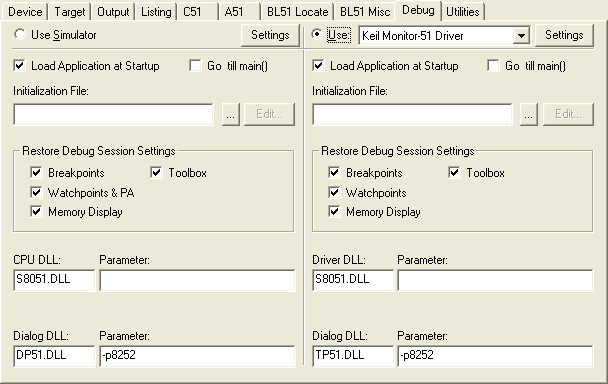 Device Target Output Listing C51 A51 BL51 Locate BL51 Misc Debug Utilities
Use Simulator Settings Use: Keil Monitor-51 Driver Settings
Load Application at Startup Go till main() Load Application at Startup Go till main()
Initialization File: Initialization File:
... Edit... ... Edit...
Restore Debug Session Settings Restore Debug Session Settings
Breakpoints Toolbox Breakpoints Toolbox
Watchpoints & PA Watchpoints
Memory Display Memory Display
CPU DLL: Parameter: Driver DLL: Parameter:
S8051.DLL S8051.DLL
Dialog DLL: Parameter: Dialog DLL: Parameter:
DP51.DLL -p8252 TP51.DLL -p8252